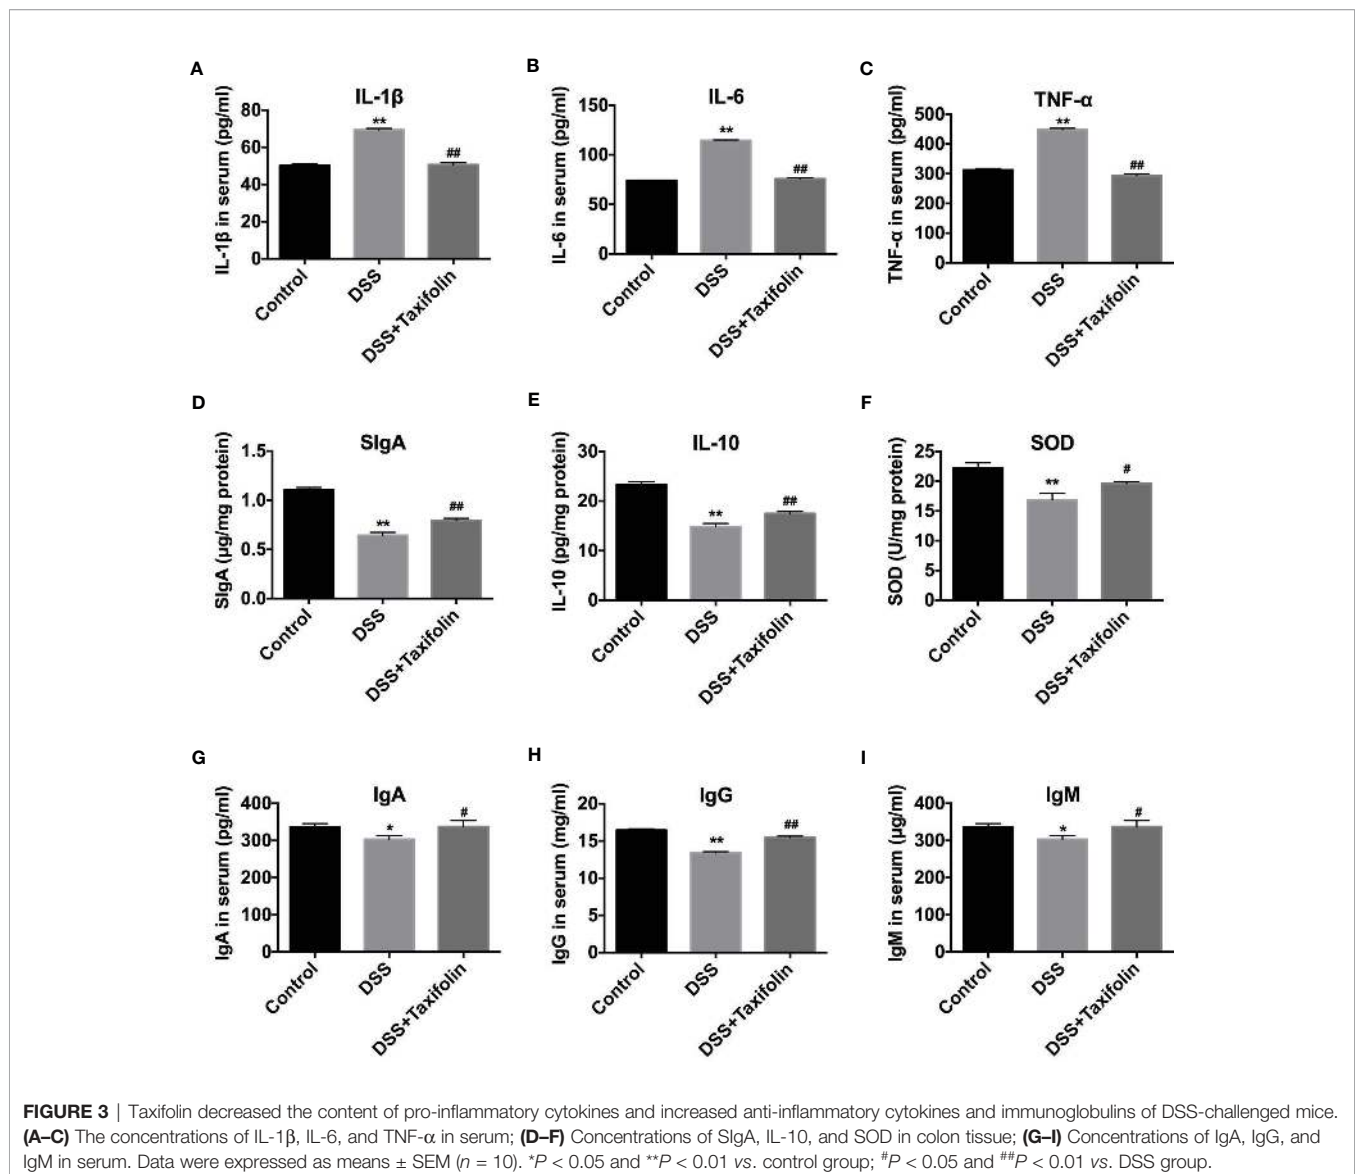 A
IL-1β
IL-1β in serum (pg/ml)
80
60
40
20
0
**
##
Control
DSS
DSS+Taxifolin
B
IL-6
IL-6 in serum (pg/ml)
150
100
50
0
**
##
Control
DSS
DSS+Taxifolin
C
TNF-α
TNF-α in serum (pg/ml)
500
400
300
200
100
0
**
##
Control
DSS
DSS+Taxifolin
D
SIgA
SIgA (μg/mg protein)
1.5
1.0
0.5
0.0
**
##
Control
DSS
DSS+Taxifolin
E
IL-10
IL-10 (pg/mg protein)
30
20
10
0
**
##
Control
DSS
DSS+Taxifolin
F
SOD
SOD (U/mg protein)
25
20
15
10
5
0
**
#
Control
DSS
DSS+Taxifolin
G
IgA
IgA in serum (pg/ml)
400
300
200
100
0
*
#
Control
DSS
DSS+Taxifolin
H
IgG
IgG in serum (mg/ml)
20
15
10
5
0
**
##
Control
DSS
DSS+Taxifolin
I
IgM
IgM in serum (μg/ml)
400
300
200
100
0
*
#
Control
DSS
DSS+Taxifolin
FIGURE 3 | Taxifolin decreased the content of pro-inflammatory cytokines and increased anti-inflammatory cytokines and immunoglobulins of DSS-challenged mice.
(A–C) The concentrations of IL-1β, IL-6, and TNF-α in serum; (D–F) Concentrations of SIgA, IL-10, and SOD in colon tissue; (G–I) Concentrations of IgA, IgG, and
IgM in serum. Data were expressed as means ± SEM (n = 10). *P < 0.05 and **P < 0.01 vs. control group; #P < 0.05 and ##P < 0.01 vs. DSS group.